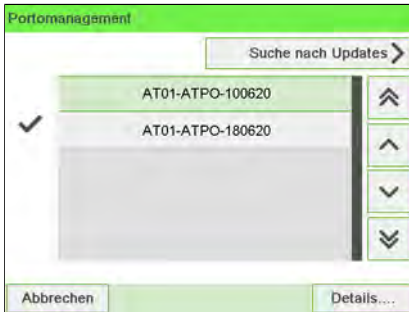 Portomanagement
Suche nach Updates
AT01-ATPO-100620
AT01-ATPO-180620
Abbrechen
Details....